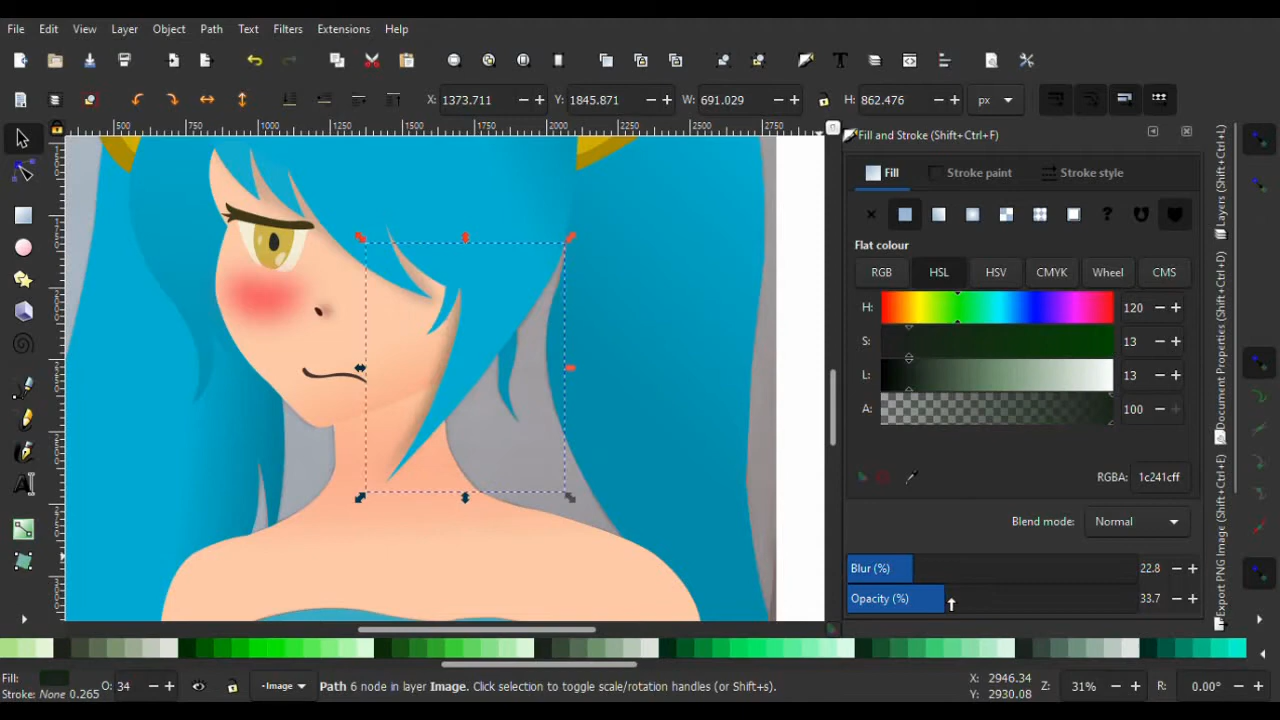 File Edit View Layer Object Path Text Filters Extensions Help
X: 1373.711 Y: 1845.871 W: 691.029 H: 862.476 px
500 1000 1250 1500 1750 2000 2250 2500 2750
Fill and Stroke (Shift+Ctrl+F)
Fill Stroke paint Stroke style
Flat colour
RGB HSL HSV CMYK Wheel CMS
H: 120
S: 13
L: 13
A: 100
RGBA: 1c241cff
Blend mode: Normal
Blur (%) 22.8
Opacity (%) 33.7
Layers (Shift+Ctrl+L)
Document Properties (Shift+Ctrl+D)
Export PNG Image (Shift+Ctrl+E)
Fill:
Stroke: None 0.265
O: 34
Image
Path 6 node in layer Image. Click selection to toggle scale/rotation handles (or Shift+s).
X: 2946.34
Y: 2930.08
Z: 31%
R: 0.00°